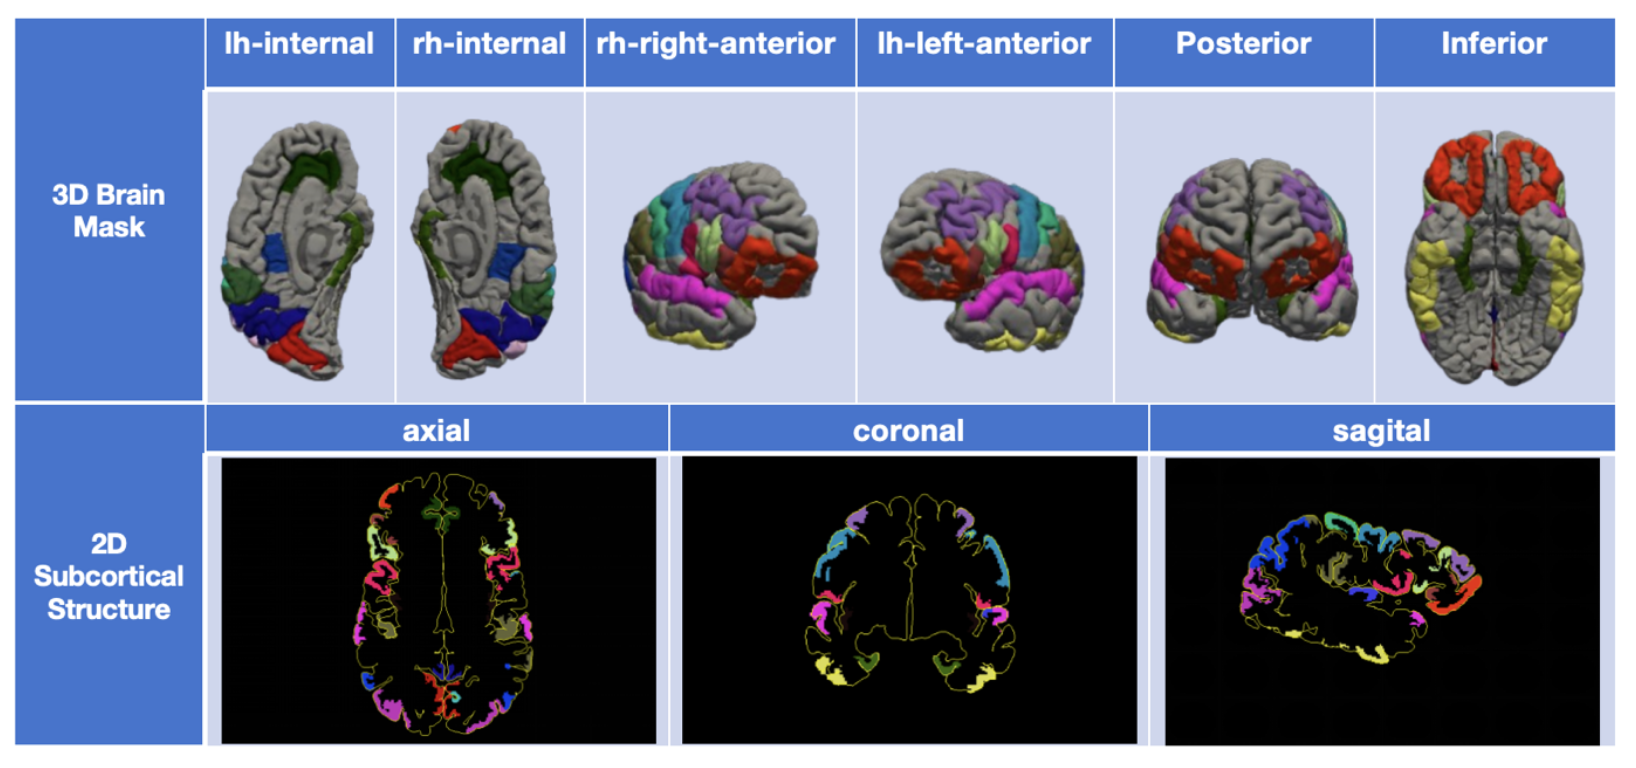 lh-internal
rh-internal
rh-right-anterior
lh-left-anterior
Posterior
Inferior
3D Brain
Mask
axial
coronal
sagital
2D
Subcortical
Structure